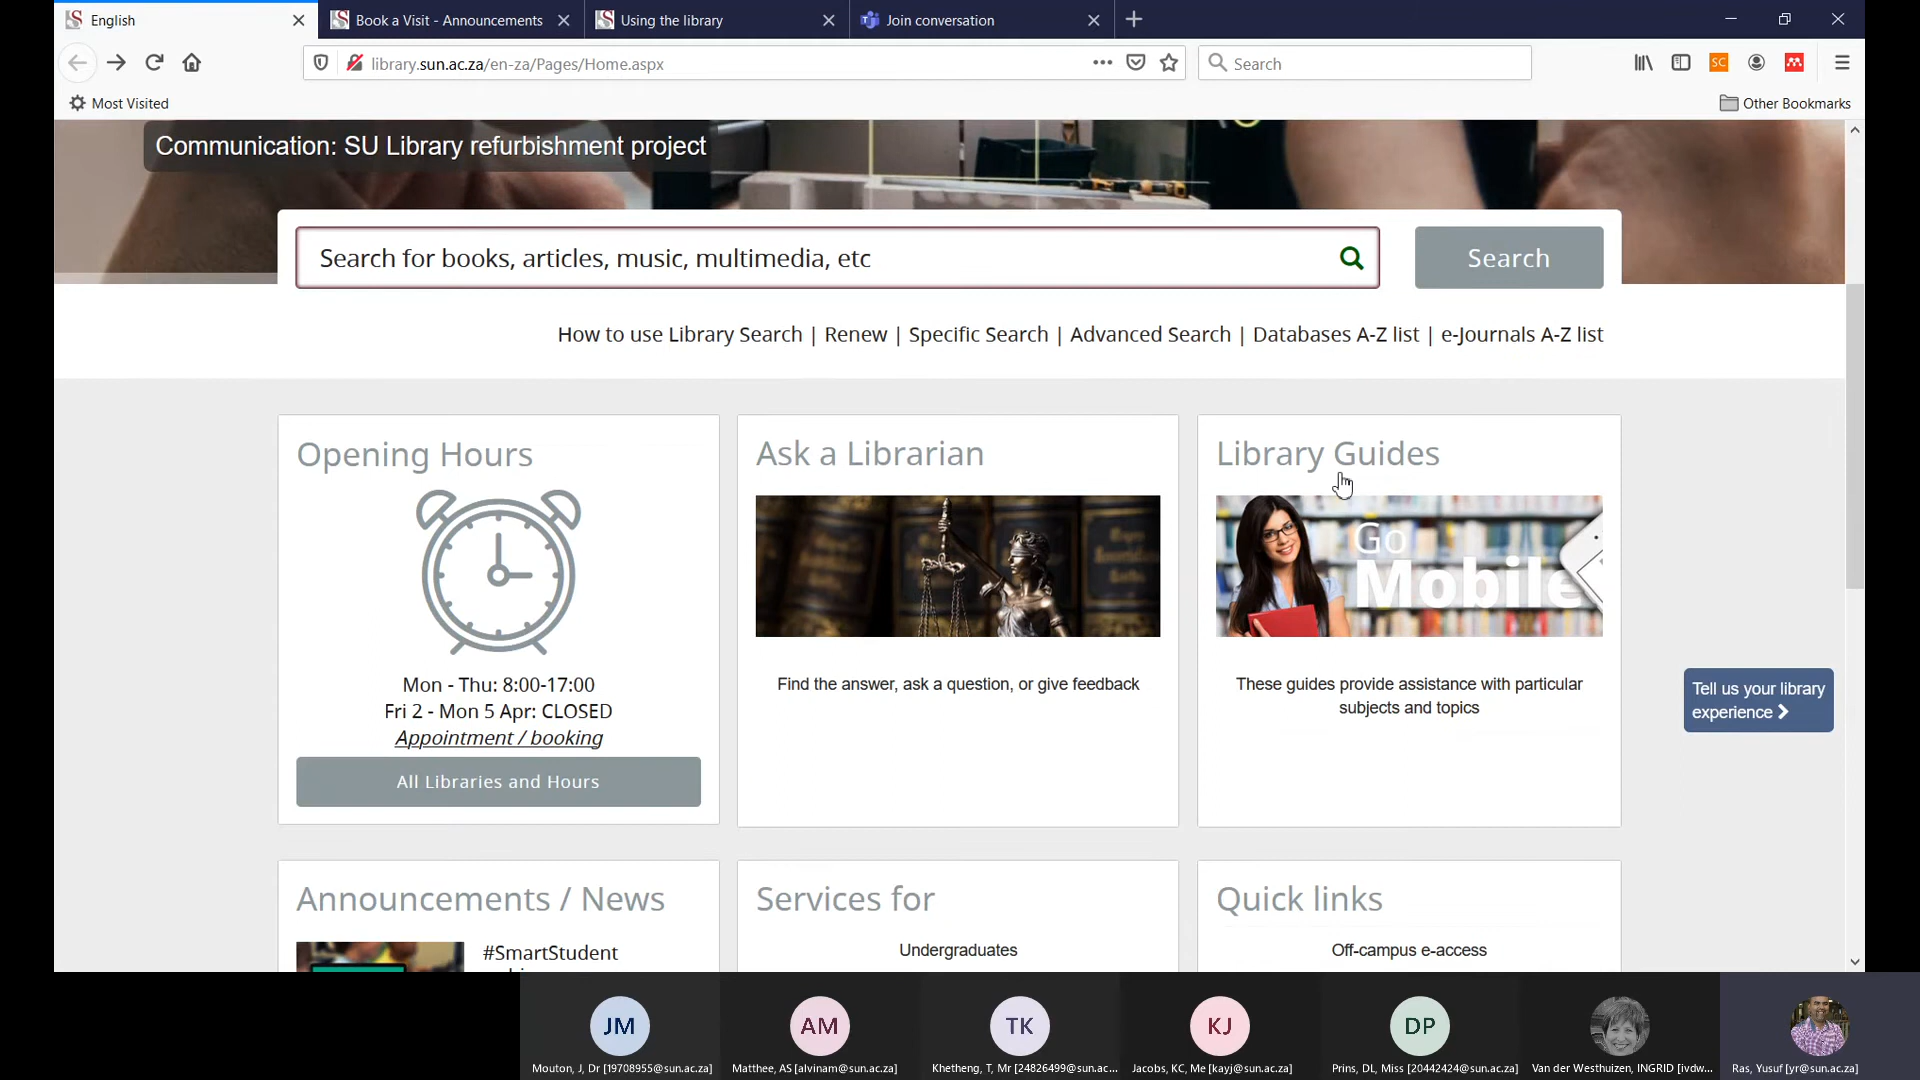 English
Book a Visit - Announcements
Using the library
Join conversation
library.sun.ac.za/en-za/Pages/Home.aspx
Search
SC
Most Visited
Other Bookmarks
Communication: SU Library refurbishment project
Search for books, articles, music, multimedia, etc
Search
How to use Library Search | Renew | Specific Search | Advanced Search | Databases A-Z list | e-Journals A-Z list
Opening Hours
Mon - Thu: 8:00-17:00
Fri 2 - Mon 5 Apr: CLOSED
Appointment / booking
All Libraries and Hours
Ask a Librarian
Find the answer, ask a question, or give feedback
Library Guides
Go
Mobile
These guides provide assistance with particular
subjects and topics
Tell us your library
experience
Announcements / News
#SmartStudent
Services for
Undergraduates
Quick links
Off-campus e-access
JM
AM
TK
KJ
DP
Mouton, J, Dr [19708955@sun.ac.za]
Matthee, AS [alvinam@sun.ac.za]
Khetheng, T, Mr [24826499@sun.ac...
Jacobs, KC, Me [kayj@sun.ac.za]
Prins, DL, Miss [20442424@sun.ac.za]
Van der Westhuizen, INGRID [ivdw...
Ras, Yusuf [yr@sun.ac.za]